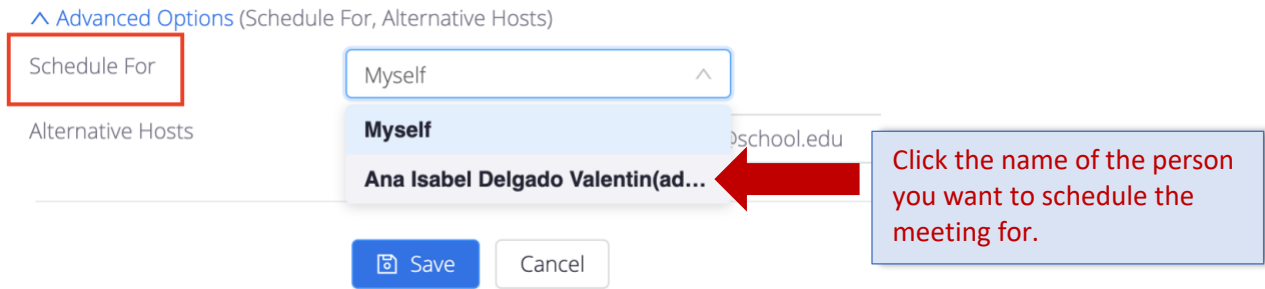 Advanced Options (Schedule For, Alternative Hosts)
Schedule For
Myself
Alternative Hosts
Myself
@school.edu
Ana Isabel Delgado Valentin(ad...
Click the name of the person
you want to schedule the
meeting for.
Save
Cancel